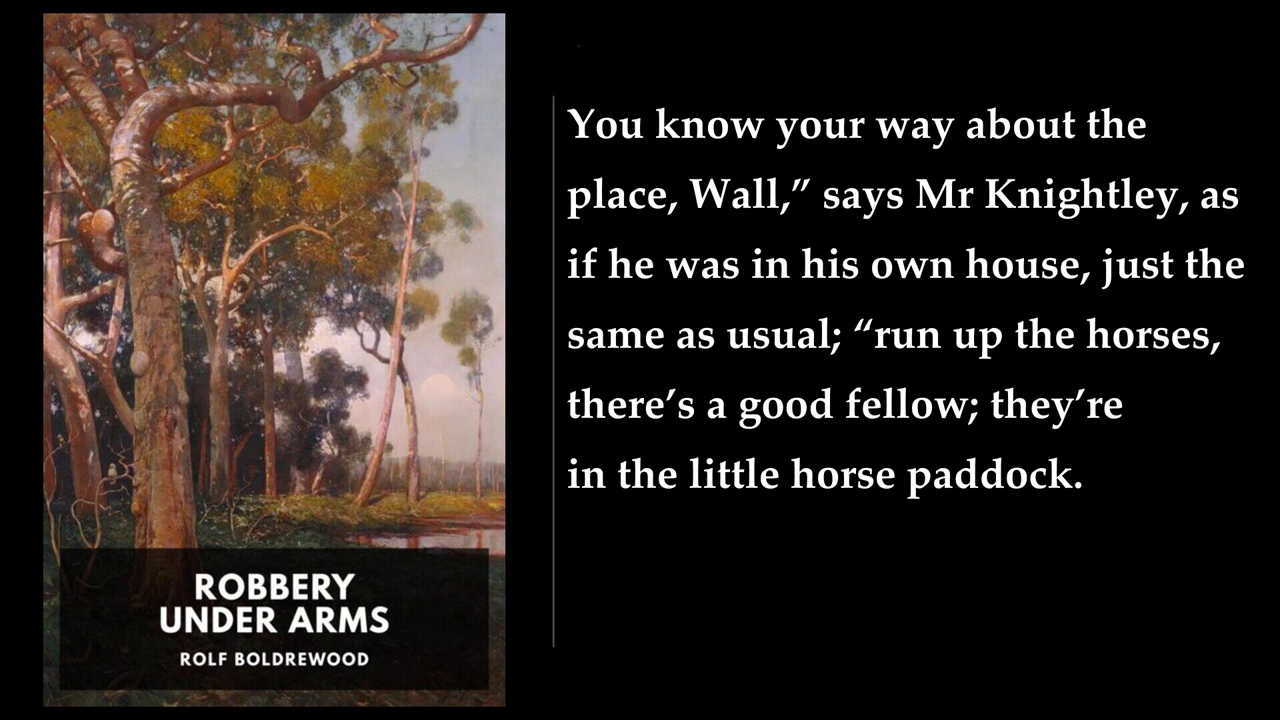 ROBBERY
UNDER ARMS
ROLF BOLDREWOOD
You know your way about the
place, Wall,” says Mr Knightley, as
if he was in his own house, just the
same as usual; “run up the horses,
there’s a good fellow; they’re
in the little horse paddock.